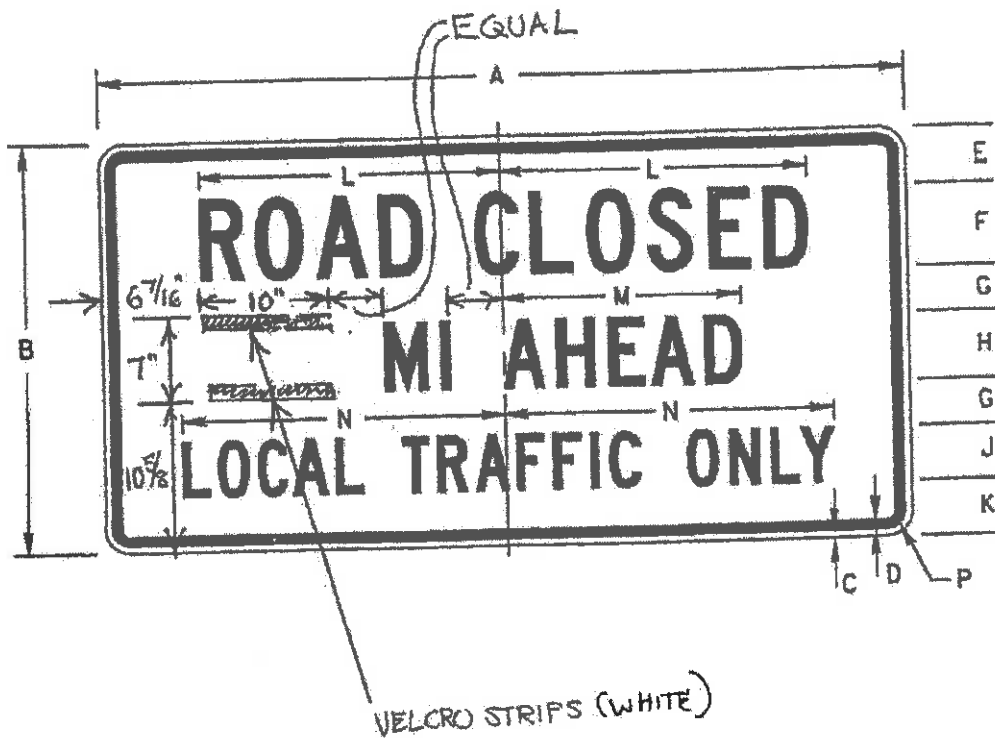 EQUAL
A
E
L L
ROAD CLOSED
F
6 7/16" 10" M G
B
MI AHEAD
H
7"
G
N N
10 5/8 LOCAL TRAFFIC ONLY
J
K
C D P
VELCRO STRIPS (WHITE)